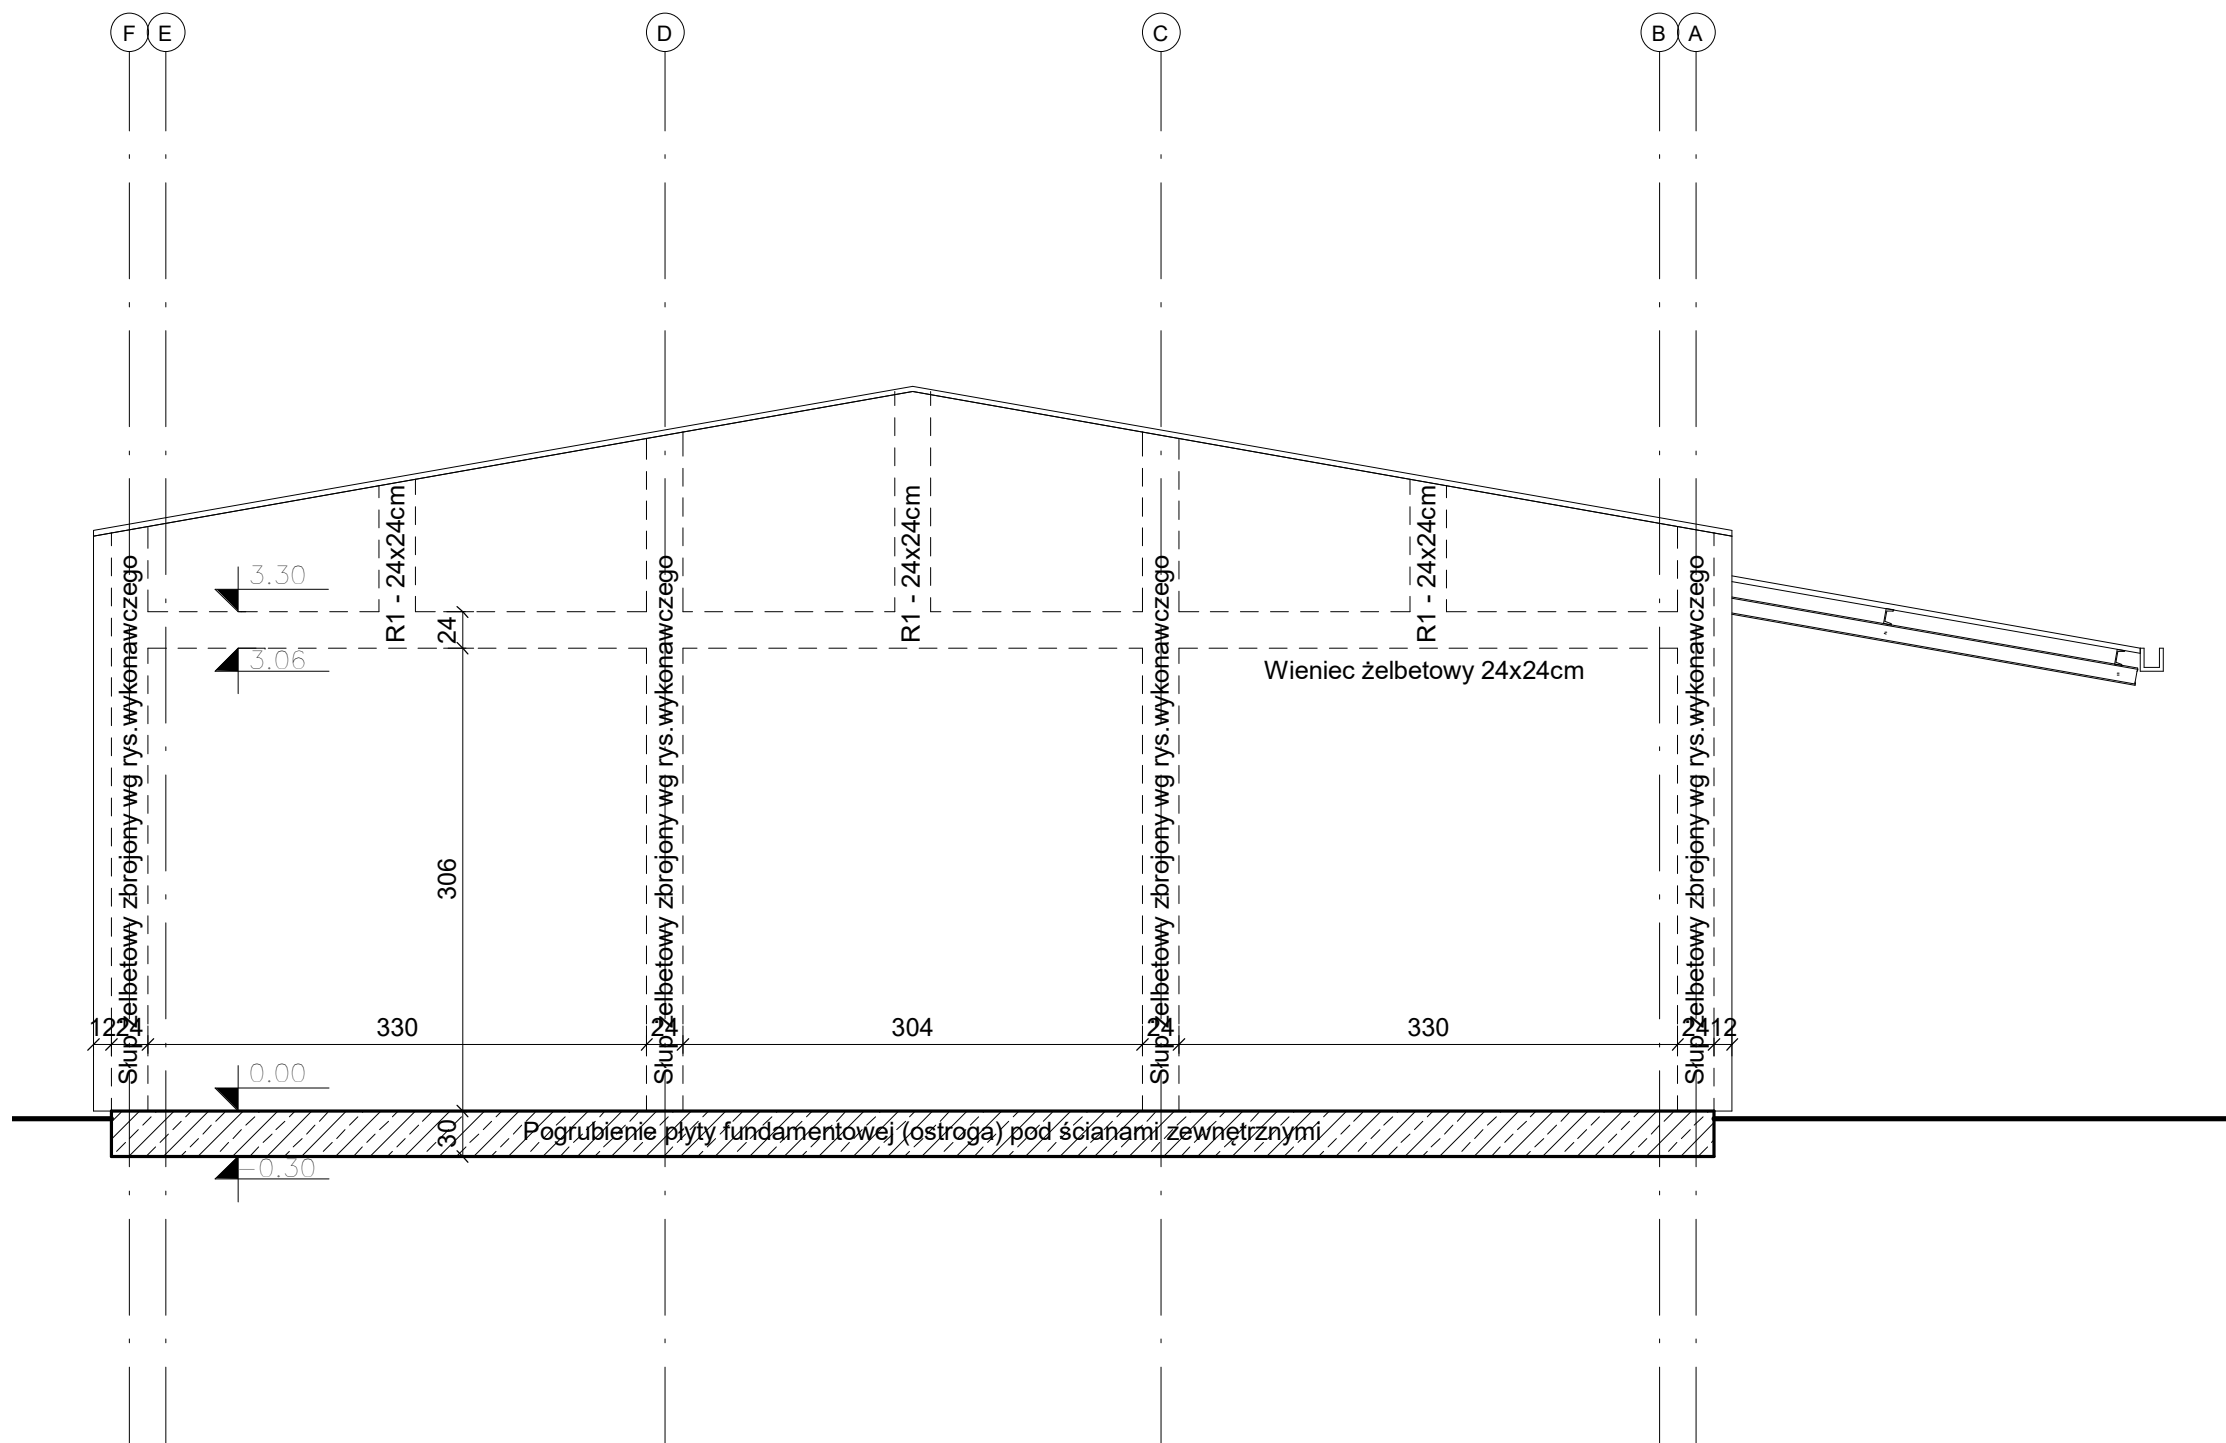 F E D C B A
R1 - 24x24cm
R1 - 24x24cm
R1 - 24x24cm
Słup żelbetowy zbrojony wg rys.wykonawczego
Słup żelbetowy zbrojony wg rys.wykonawczego
Słup żelbetowy zbrojony wg rys.wykonawczego
Słup żelbetowy zbrojony wg rys.wykonawczego
3.30
24
3.06
Wieniec żelbetowy 24x24cm
306
12 24 330 24 304 24 330 24 12
0.00
30
Pogrubienie płyty fundamentowej (ostroga) pod ścianami zewnętrznymi
-0.30